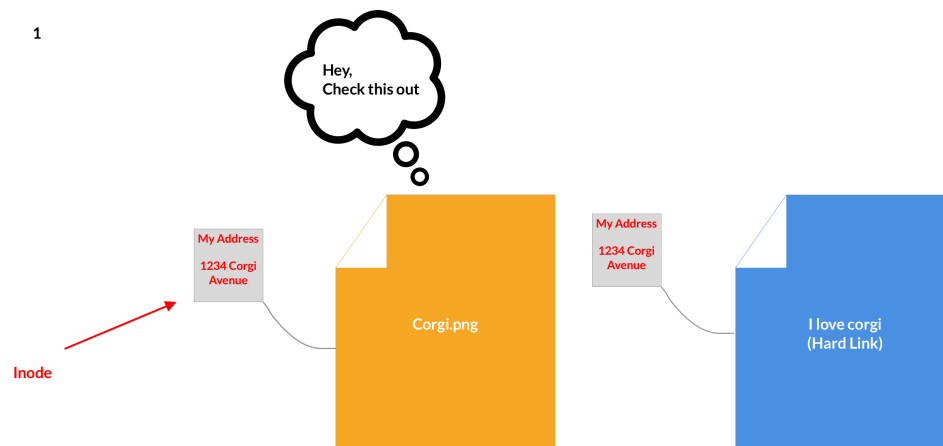 1
Hey,
Check this out
My Address
1234 Corgi
Avenue
My Address
1234 Corgi
Avenue
Corgi.png
I love corgi
(Hard Link)
Inode